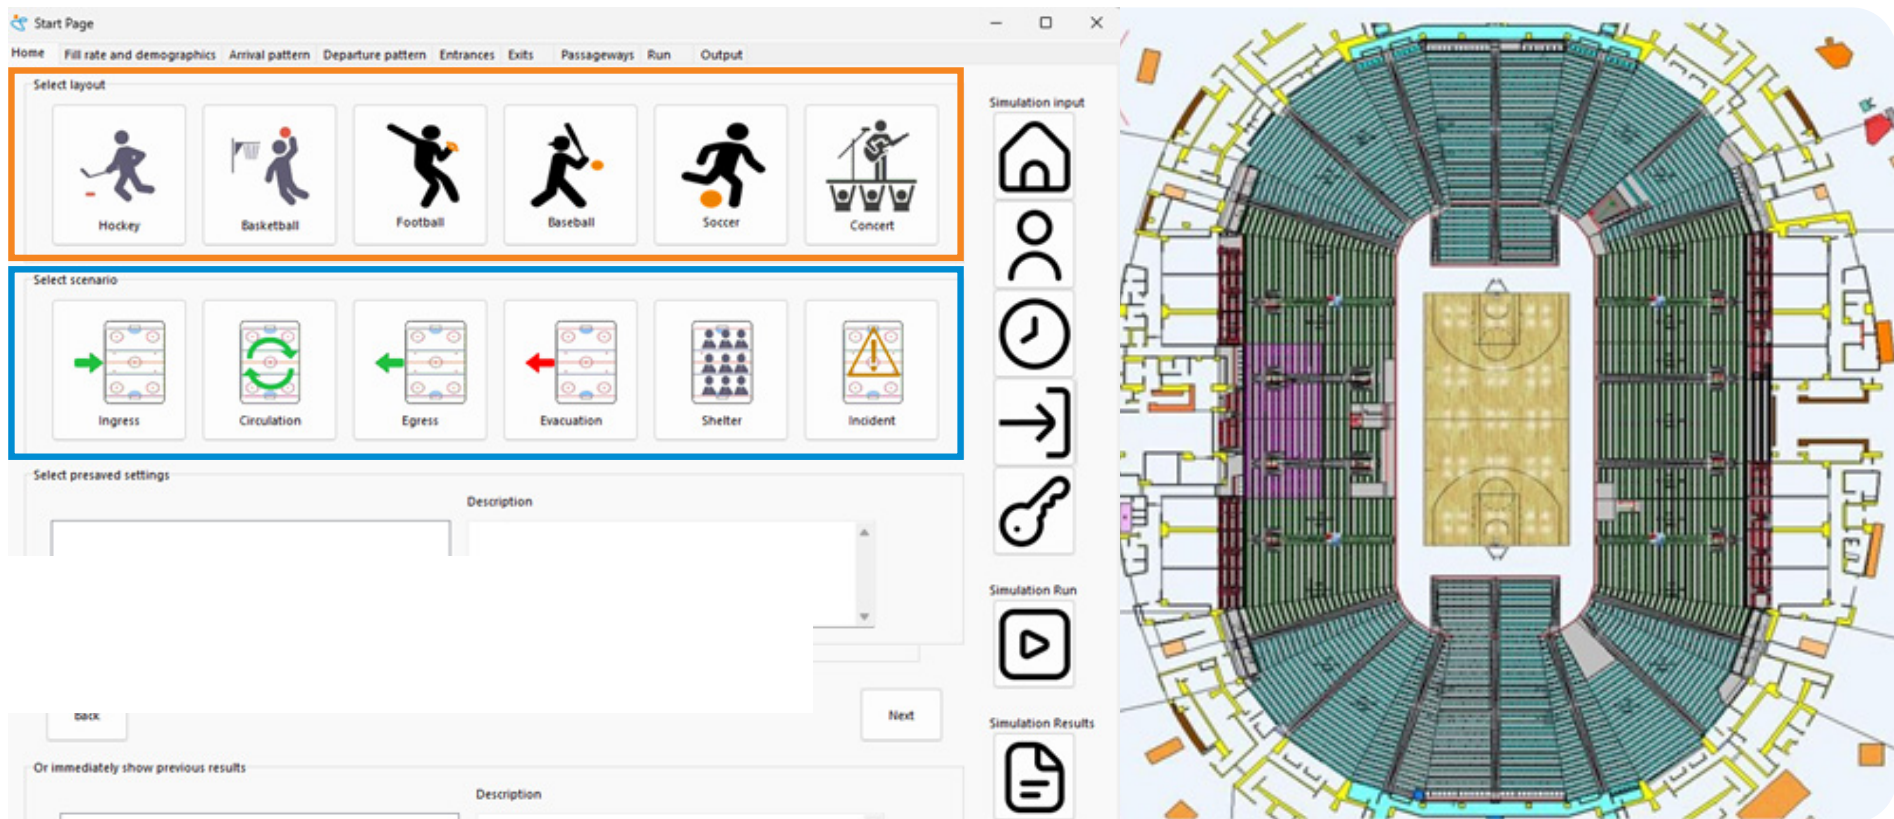 Start Page
Home Fill rate and demographics Arrival pattern Departure pattern Entrances Exits Passageways Run Output
Select layout
Hockey Basketball Football Baseball Soccer Concert
Select scenario
Ingress Circulation Egress Evacuation Shelter Incident
Select presaved settings
Description
Back Next
Or immediately show previous results
Description
Simulation input
Simulation Run
Simulation Results